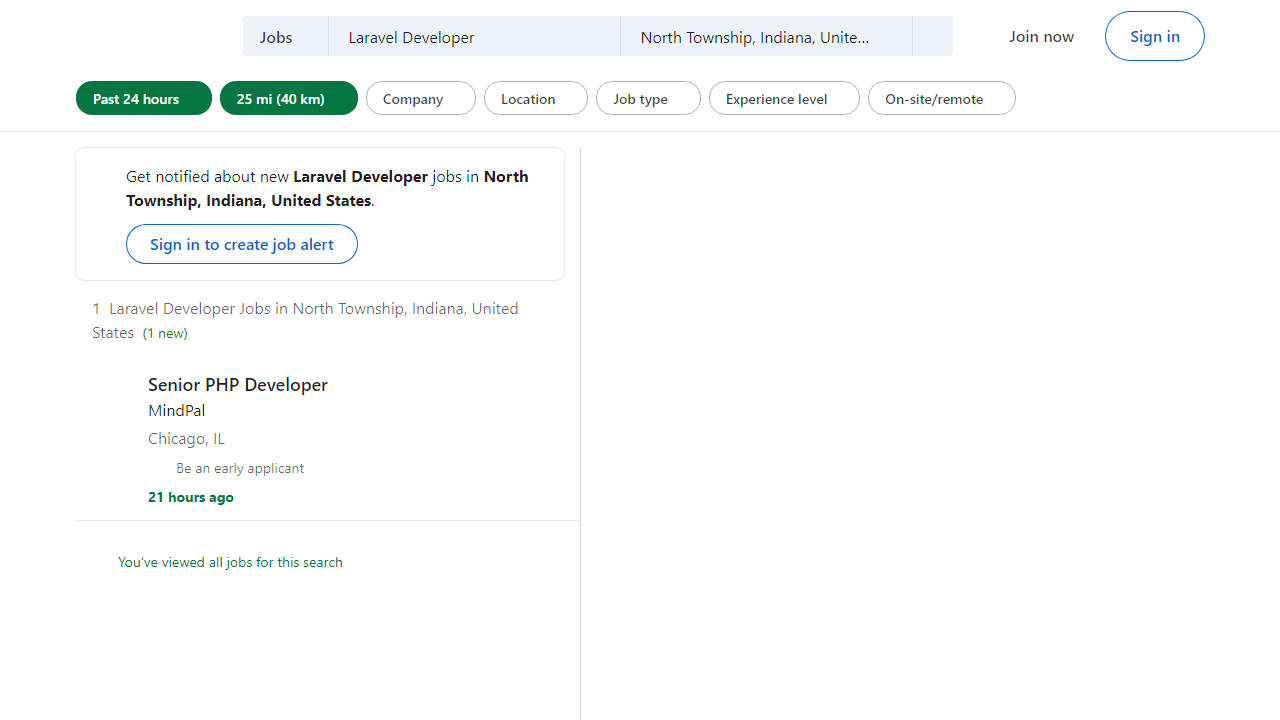 Jobs
Laravel Developer
North Township, Indiana, Unite…
Join now
Sign in
Past 24 hours
25 mi (40 km)
Company
Location
Job type
Experience level
On-site/remote
Get notified about new Laravel Developer jobs in North
Township, Indiana, United States.
Sign in to create job alert
1 Laravel Developer Jobs in North Township, Indiana, United
States (1 new)
Senior PHP Developer
MindPal
Chicago, IL
Be an early applicant
21 hours ago
You've viewed all jobs for this search